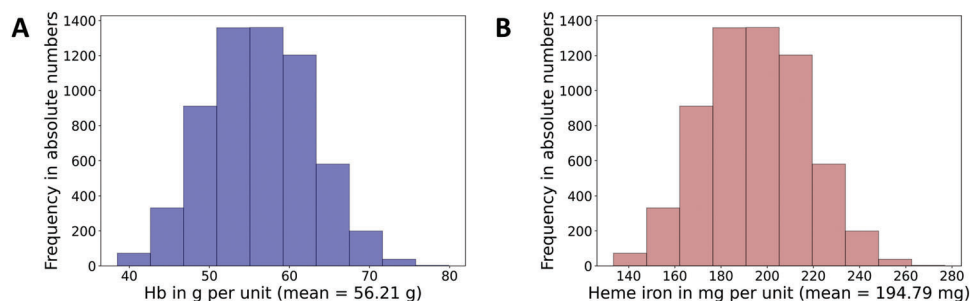 A
Frequency in absolute numbers
1400
1200
1000
800
600
400
200
0
40 50 60 70 80
Hb in g per unit (mean = 56.21 g)
B
Frequency in absolute numbers
1400
1200
1000
800
600
400
200
0
140 160 180 200 220 240 260 280
Heme iron in mg per unit (mean = 194.79 mg)